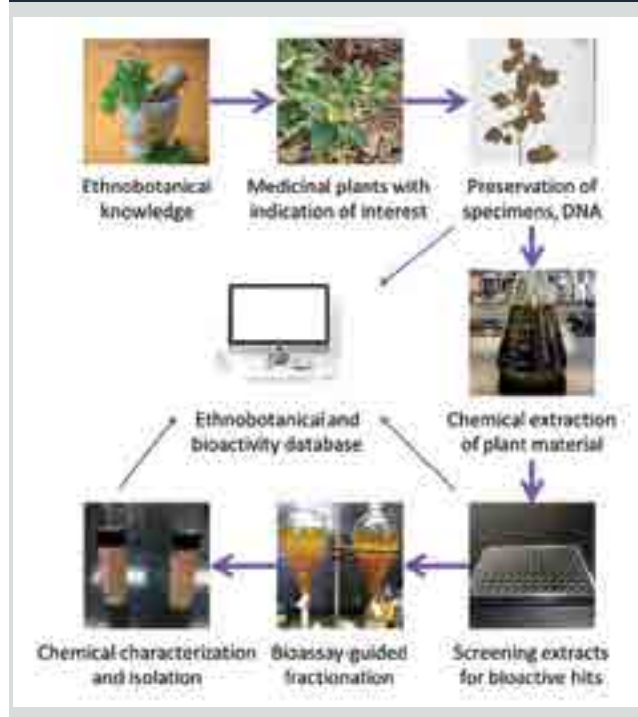 Ethnobotanical
knowledge
Medicinal plants with
indication of interest
Preservation of
specimens, DNA
Ethnobotanical and
bioactivity database
Chemical extraction
of plant material
Chemical characterization
and isolation
Bioassay-guided
fractionation
Screening extracts
for bioactive hits